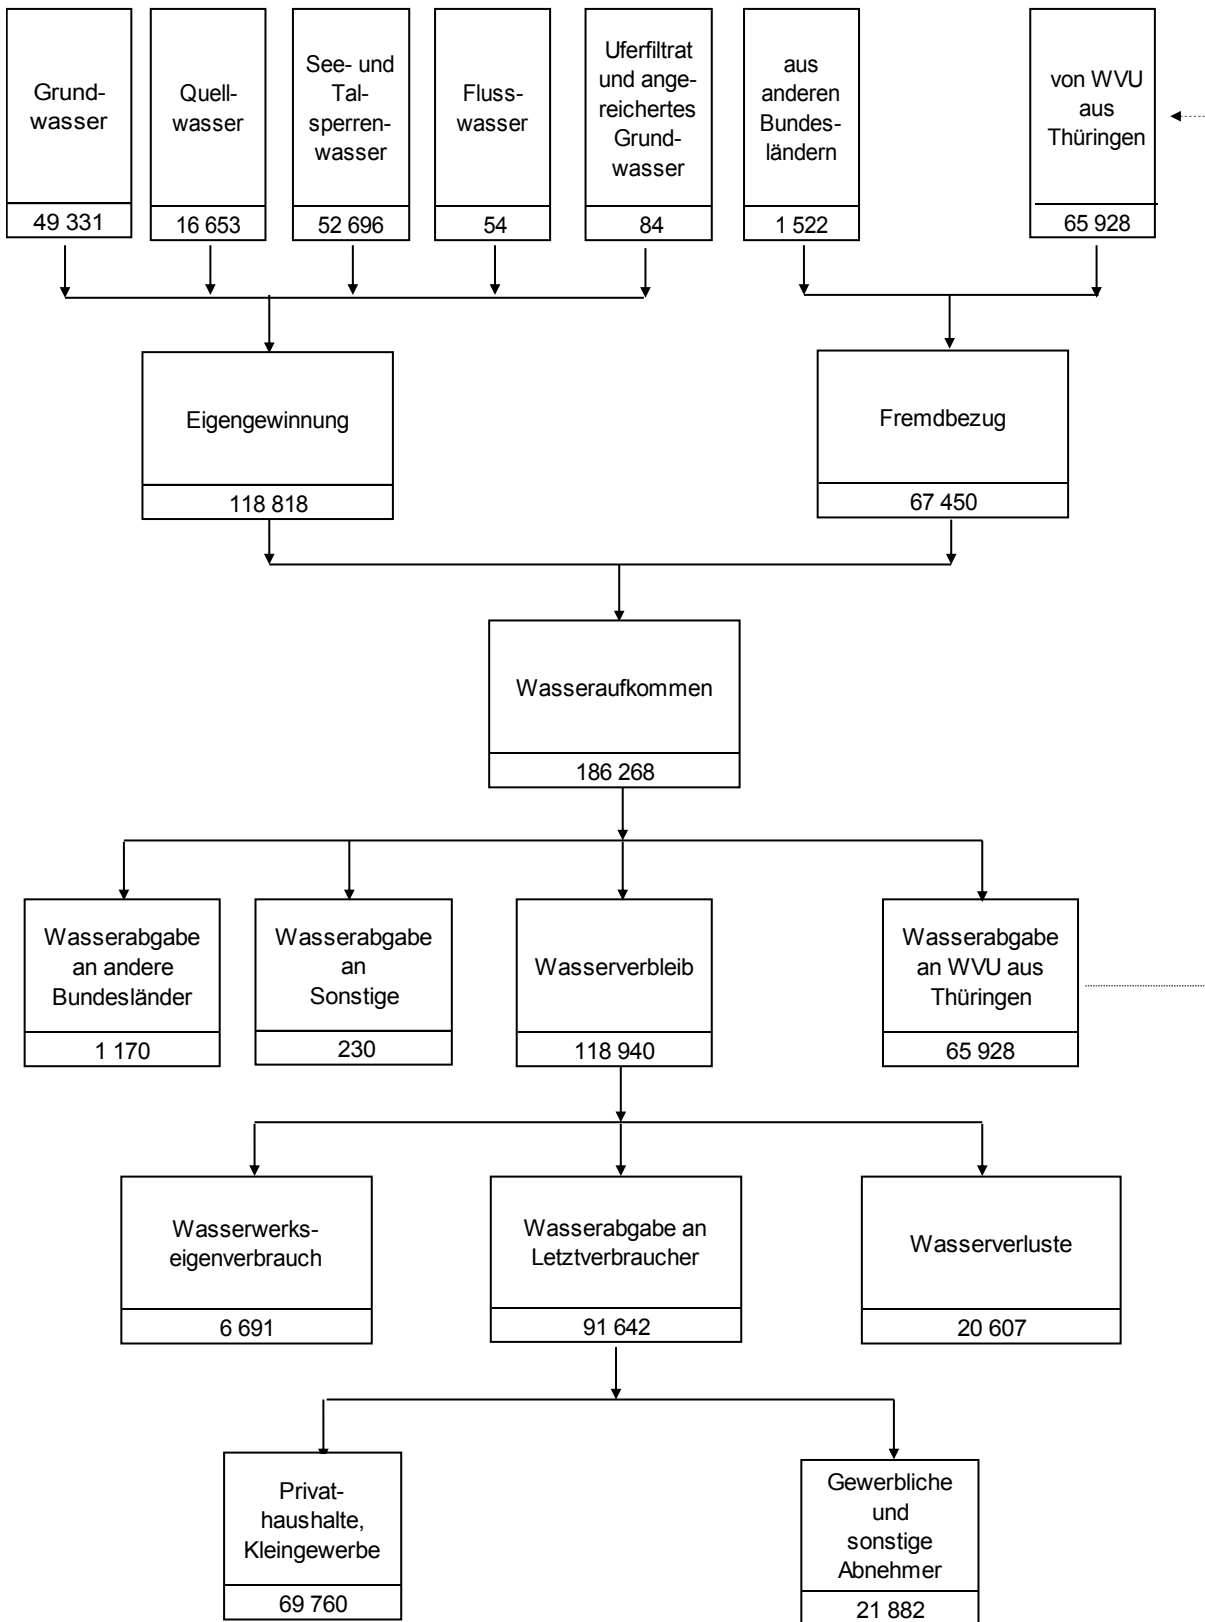 Grund-
wasser
49 331
Quell-
wasser
16 653
See- und
Tal-
sperren-
wasser
52 696
Fluss-
wasser
54
Uferfiltrat
und ange-
reichertes
Grund-
wasser
84
aus
anderen
Bundes-
ländern
1 522
von WVU
aus
Thüringen
65 928
Eigengewinnung
118 818
Fremdbezug
67 450
Wasseraufkommen
186 268
Wasserabgabe
an andere
Bundesländer
1 170
Wasserabgabe
an
Sonstige
230
Wasserverbleib
118 940
Wasserabgabe
an WVU aus
Thüringen
65 928
Wasserwerks-
eigenverbrauch
6 691
Wasserabgabe an
Letztverbraucher
91 642
Wasserverluste
20 607
Privat-
haushalte,
Kleingewerbe
69 760
Gewerbliche
und
sonstige
Abnehmer
21 882